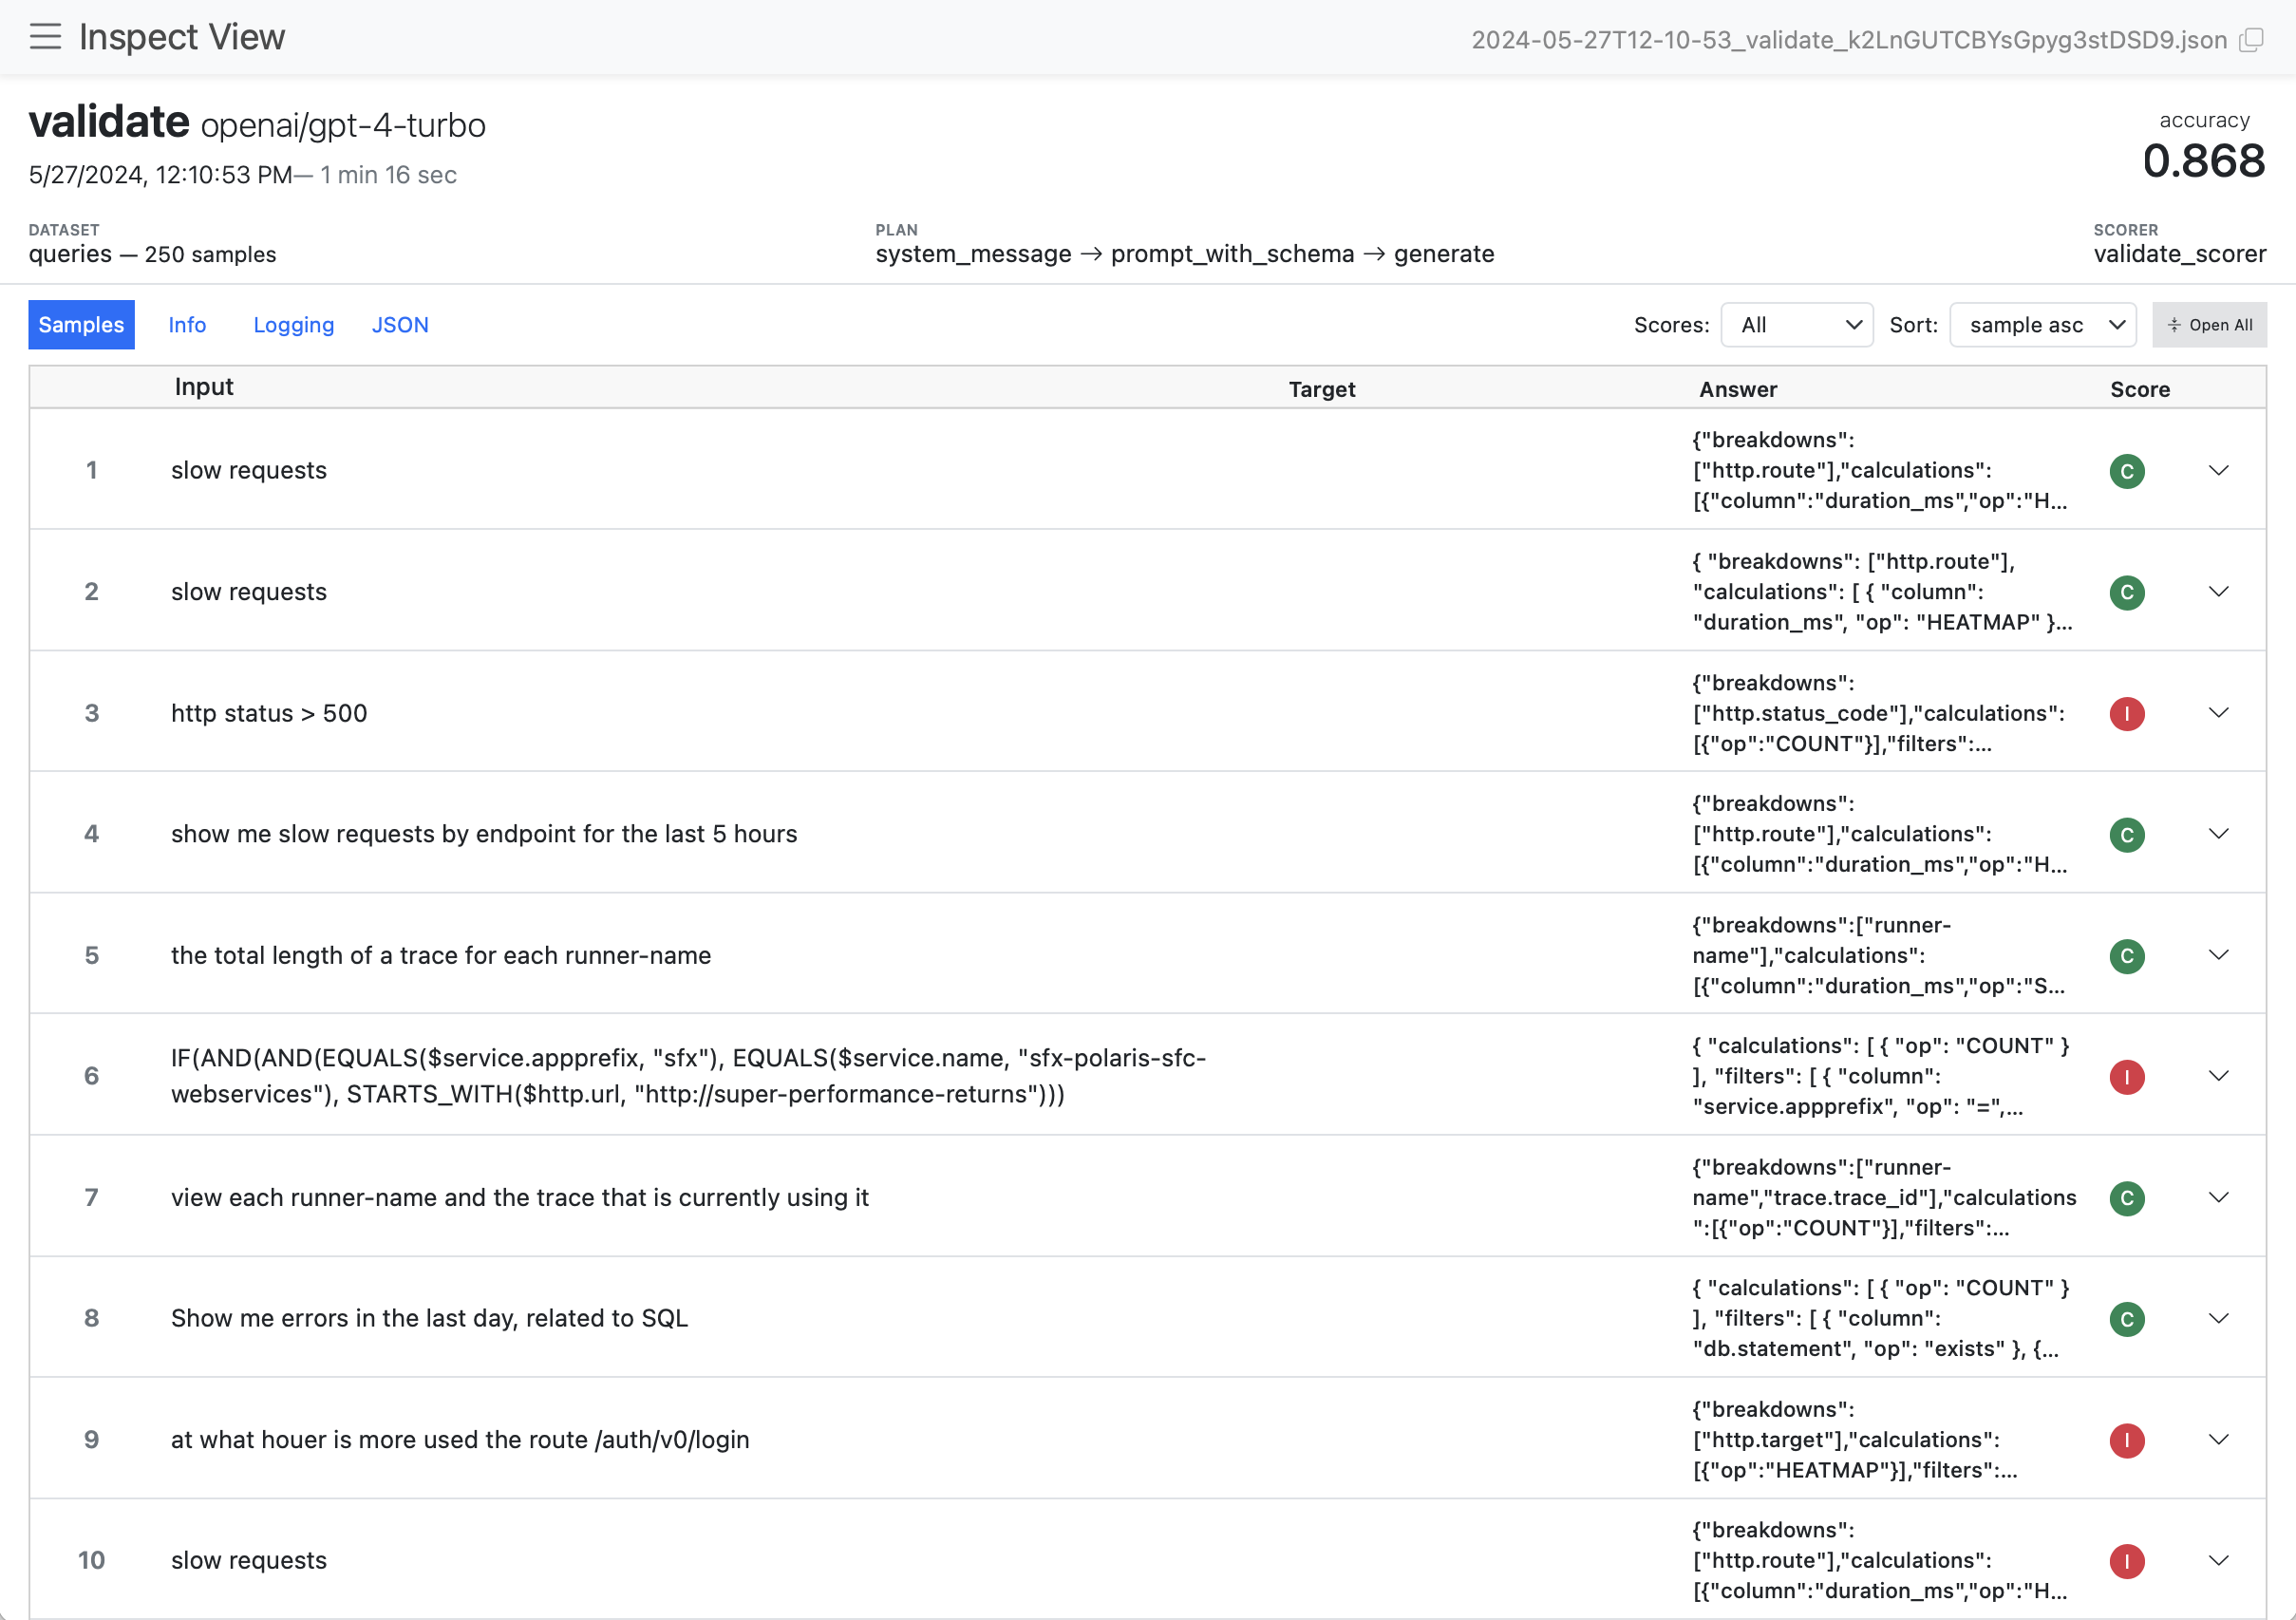 Inspect View
2024-05-27T12-10-53_validate_k2LnGUTCBYsGpyg3stDSD9.json
validate openai/gpt-4-turbo
5/27/2024, 12:10:53 PM— 1 min 16 sec
accuracy
0.868
DATASET
queries — 250 samples
PLAN
system_message → prompt_with_schema → generate
SCORER
validate_scorer
Samples Info Logging JSON
Scores: All Sort: sample asc Open All
Input Target Answer Score
1 slow requests
{"breakdowns":
["http.route"],"calculations":
[{"column":"duration_ms","op":"H...
C
2 slow requests
{ "breakdowns": ["http.route"],
"calculations": [ { "column":
"duration_ms", "op": "HEATMAP" }...
C
3 http status > 500
{"breakdowns":
["http.status_code"],"calculations":
[{"op":"COUNT"}],"filters":...
I
4 show me slow requests by endpoint for the last 5 hours
{"breakdowns":
["http.route"],"calculations":
[{"column":"duration_ms","op":"H...
C
5 the total length of a trace for each runner-name
{"breakdowns":["runner-
name"],"calculations":
[{"column":"duration_ms","op":"S...
C
6 IF(AND(AND(EQUALS($service.appprefix, "sfx"), EQUALS($service.name, "sfx-polaris-sfc-
webservices"), STARTS_WITH($http.url, "http://super-performance-returns")))
{ "calculations": [ { "op": "COUNT" }
], "filters": [ { "column":
"service.appprefix", "op": "=",...
I
7 view each runner-name and the trace that is currently using it
{"breakdowns":["runner-
name","trace.trace_id"],"calculations
":[{"op":"COUNT"}],"filters":...
C
8 Show me errors in the last day, related to SQL
{ "calculations": [ { "op": "COUNT" }
], "filters": [ { "column":
"db.statement", "op": "exists" }, {...
C
9 at what houer is more used the route /auth/v0/login
{"breakdowns":
["http.target"],"calculations":
[{"op":"HEATMAP"}],"filters":...
I
10 slow requests
{"breakdowns":
["http.route"],"calculations":
[{"column":"duration_ms","op":"H...
I